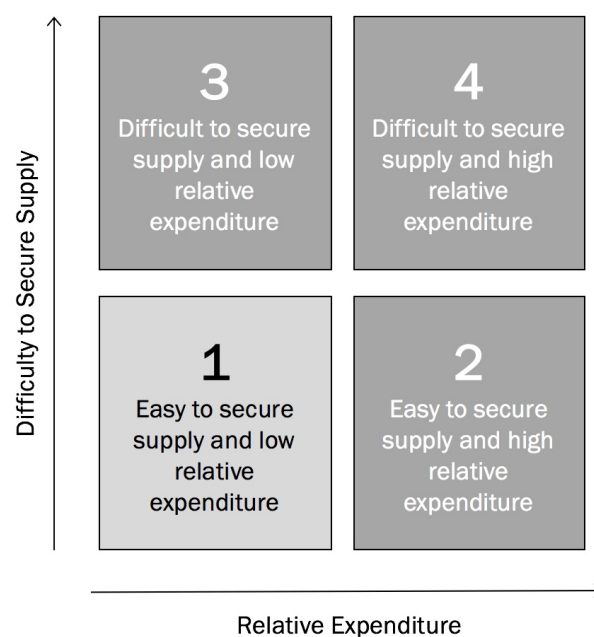 Difficulty to Secure Supply
3
Difficult to secure
supply and low
relative
expenditure
4
Difficult to secure
supply and high
relative
expenditure
1
Easy to secure
supply and low
relative
expenditure
2
Easy to secure
supply and high
relative
expenditure
Relative Expenditure